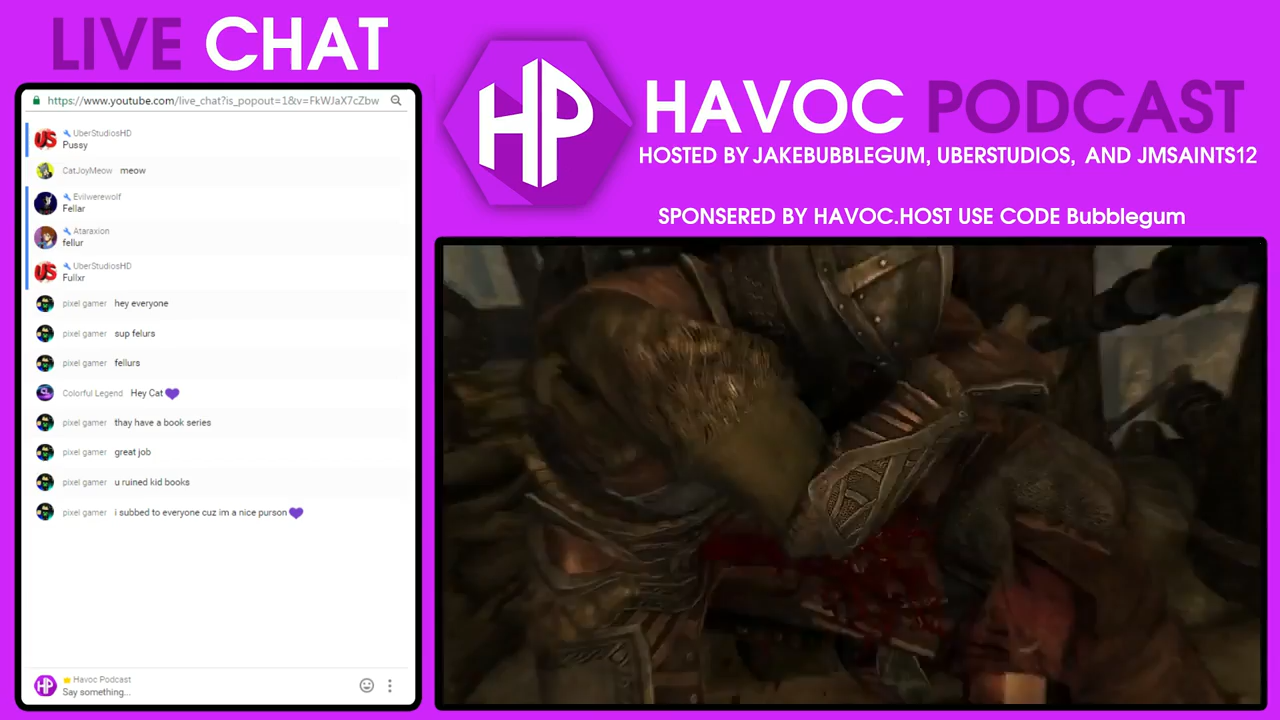 LIVE CHAT
https://www.youtube.com/live_chat?is_popout=1&v=FkWJaX7cZbw
UberStudiosHD
Pussy
CatJoyMeow meow
Evilwerewolf
Fellar
Ataraxion
fellur
UberStudiosHD
Fullxr
pixel gamer hey everyone
pixel gamer sup felurs
pixel gamer fellurs
Colorful Legend Hey Cat
pixel gamer thay have a book series
pixel gamer great job
pixel gamer u ruined kid books
pixel gamer i subbed to everyone cuz im a nice purson
Havoc Podcast
Say something...
HP
HP
HAVOC PODCAST
HOSTED BY JAKEBUBBLEGUM, UBERSTUDIOS, AND JMSAINTS12
SPONSERED BY HAVOC.HOST USE CODE Bubblegum